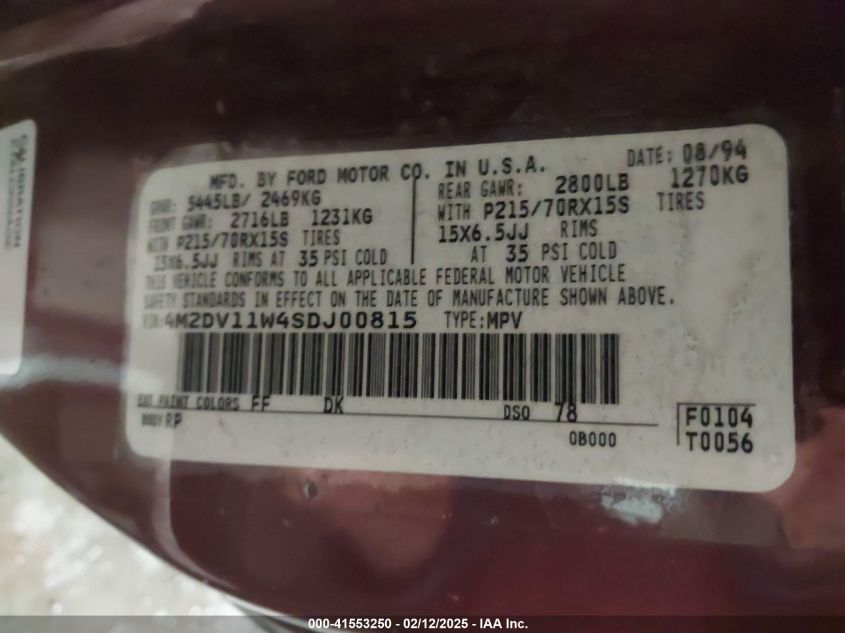 MFD. BY FORD MOTOR CO. IN U.S.A.
DATE: 08/94
GVWR: 5445LB/ 2469KG
FRONT GAWR: 2716LB 1231KG
WITH P215/70RX15S TIRES
15X6.5JJ RIMS AT 35 PSI COLD
REAR GAWR: 2800LB 1270KG
WITH P215/70RX15S TIRES
15X6.5JJ RIMS
AT 35 PSI COLD
THIS VEHICLE CONFORMS TO ALL APPLICABLE FEDERAL MOTOR VEHICLE
SAFETY STANDARDS IN EFFECT ON THE DATE OF MANUFACTURE SHOWN ABOVE.
VIN: 4M2DV11W4SDJ00815 TYPE: MPV
EXT PAINT COLORS FF DK DSO 78
BODY RP
0B000
F0104
T0056
000-41553250 - 02/12/2025 - IAA Inc.